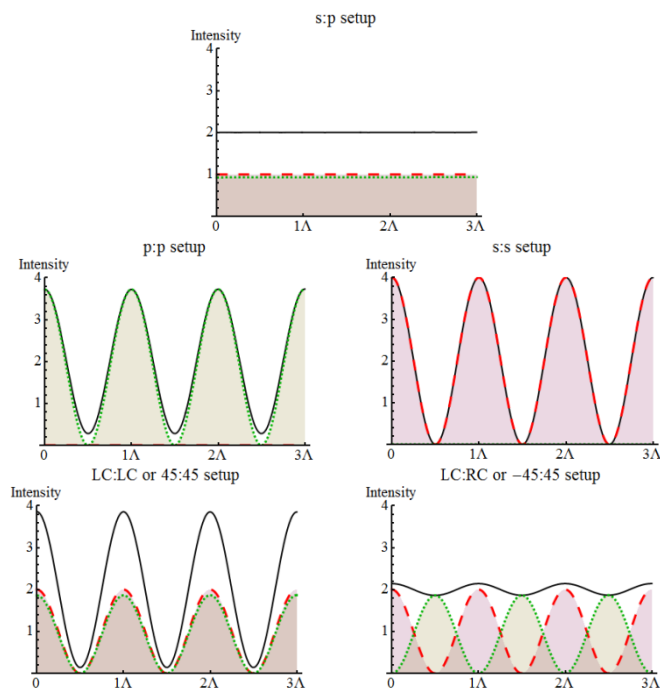 s:p setup
Intensity
4
3
2
1
0 1Λ 2Λ 3Λ
p:p setup
Intensity
4
3
2
1
0 1Λ 2Λ 3Λ
s:s setup
Intensity
4
3
2
1
0 1Λ 2Λ 3Λ
LC:LC or 45:45 setup
Intensity
4
3
2
1
0 1Λ 2Λ 3Λ
LC:RC or −45:45 setup
Intensity
4
3
2
1
0 1Λ 2Λ 3Λ